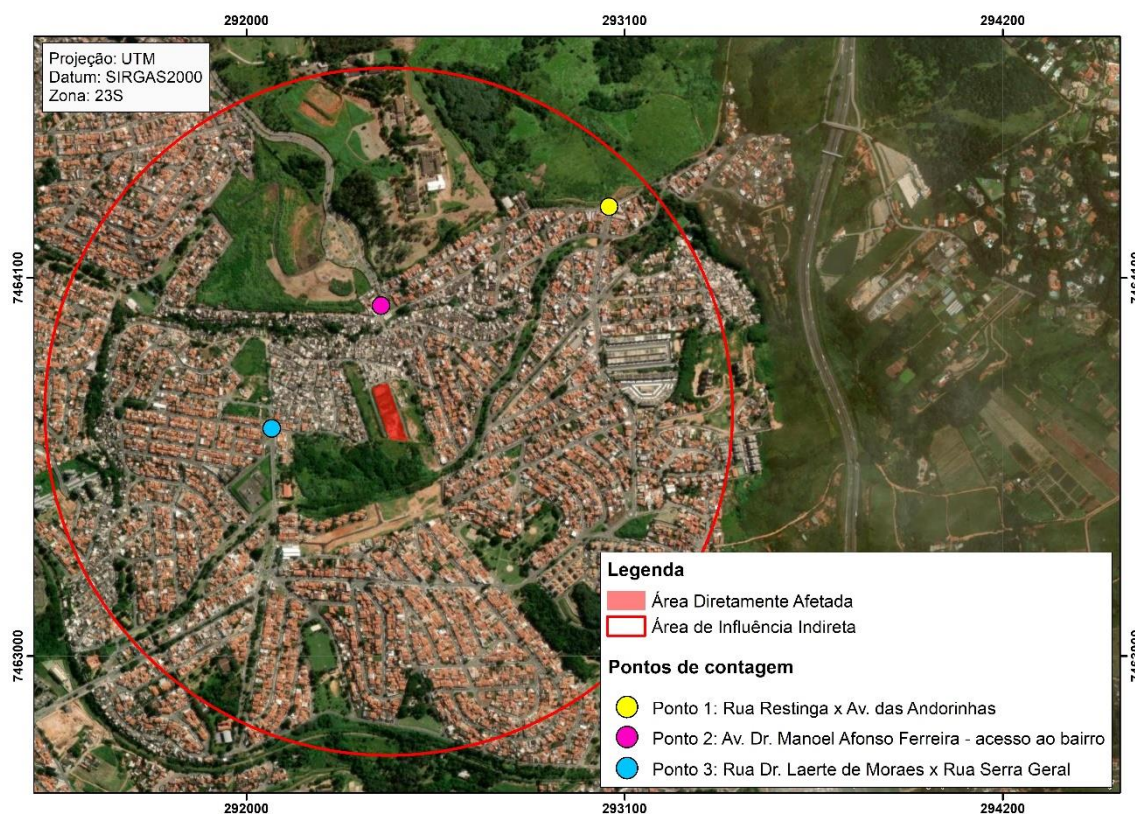 292000
293100
294200
Projeção: UTM
Datum: SIRGAS2000
Zona: 23S
7464100
7464100
Legenda
Área Diretamente Afetada
Área de Influência Indireta
7463000
7463000
Pontos de contagem
Ponto 1: Rua Restinga x Av. das Andorinhas
Ponto 2: Av. Dr. Manoel Afonso Ferreira - acesso ao bairro
Ponto 3: Rua Dr. Laerte de Moraes x Rua Serra Geral
292000
293100
294200